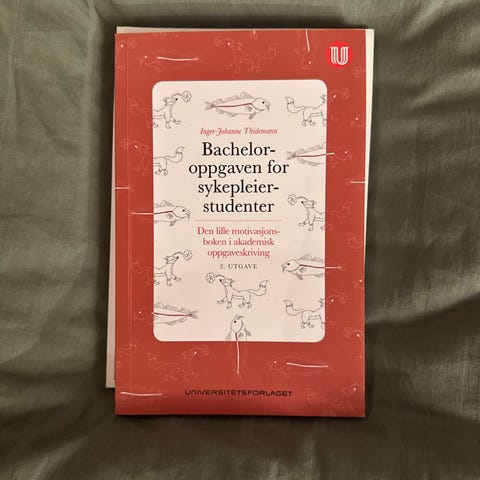 U
Inger-Johanne Thidemann
Bachelor-
oppgaven for
sykepleier-
studenter
Den lille motivasjons-
boken i akademisk
oppgaveskriving
2. UTGAVE
UNIVERSITETSFORLAGET